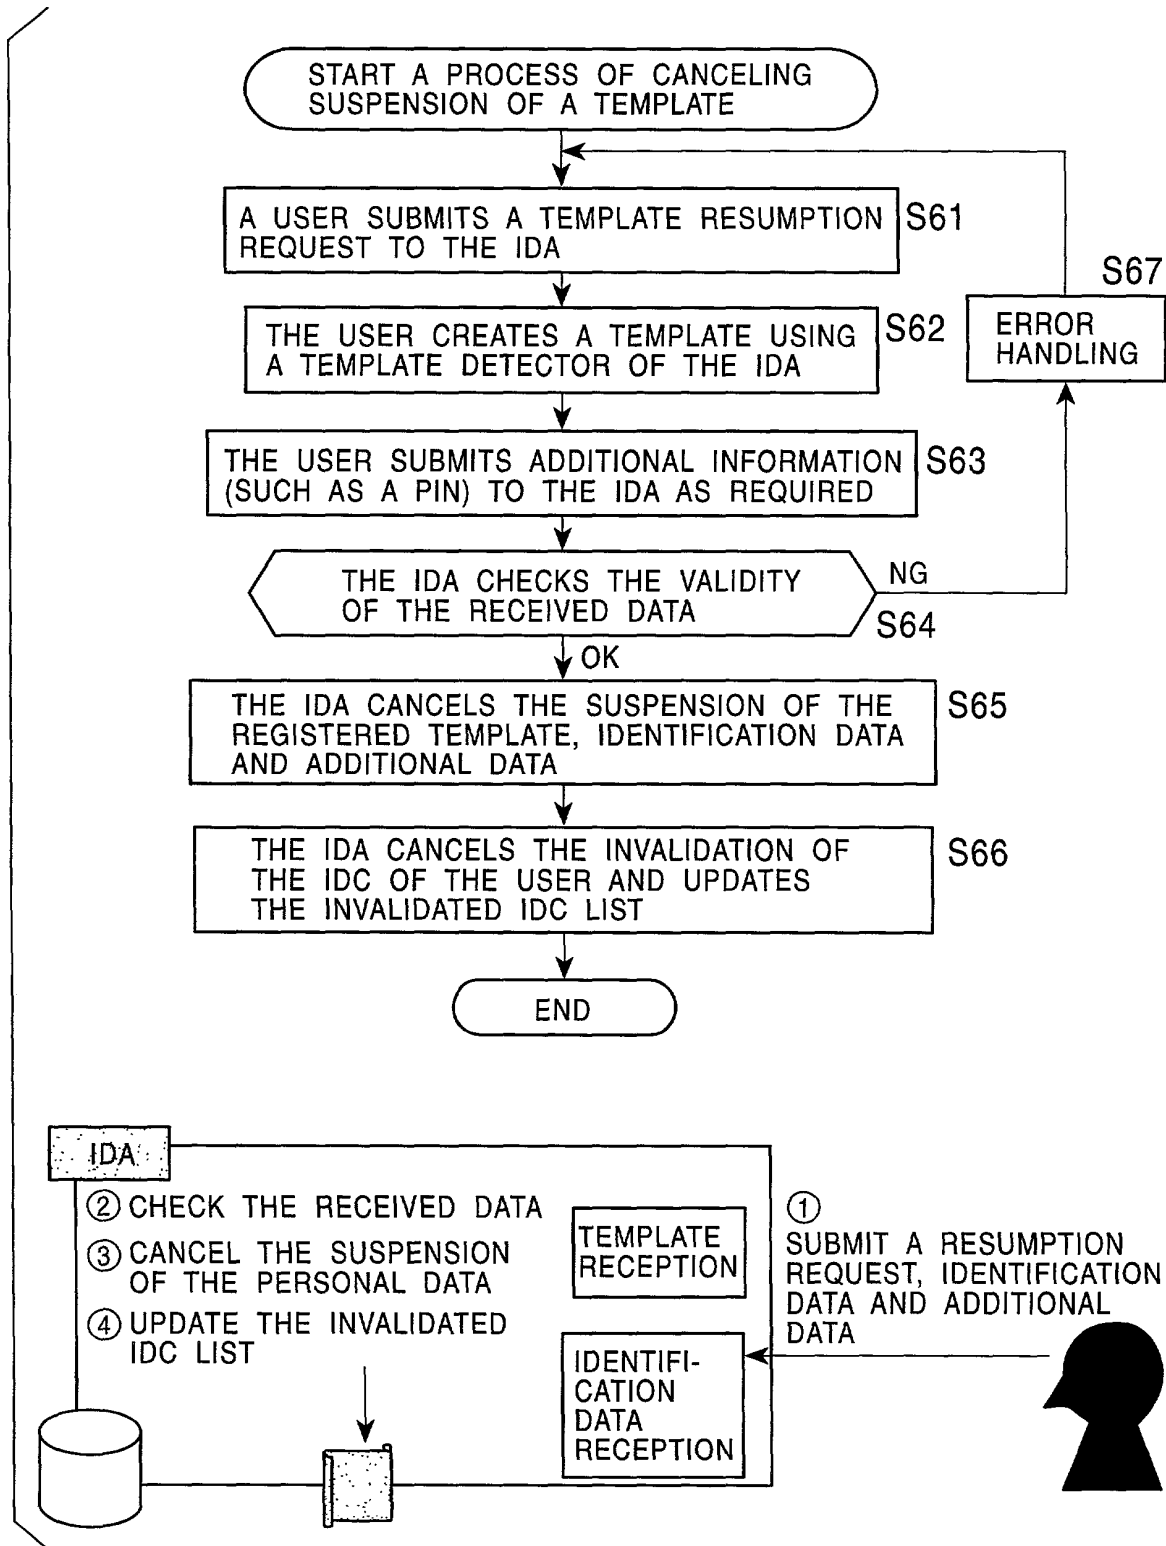 START A PROCESS OF CANCELING
SUSPENSION OF A TEMPLATE
A USER SUBMITS A TEMPLATE RESUMPTION
REQUEST TO THE IDA
S61
S67
ERROR
HANDLING
THE USER CREATES A TEMPLATE USING
A TEMPLATE DETECTOR OF THE IDA
S62
THE USER SUBMITS ADDITIONAL INFORMATION
(SUCH AS A PIN) TO THE IDA AS REQUIRED
S63
THE IDA CHECKS THE VALIDITY
OF THE RECEIVED DATA
NG
S64
OK
THE IDA CANCELS THE SUSPENSION OF THE
REGISTERED TEMPLATE, IDENTIFICATION DATA
AND ADDITIONAL DATA
S65
THE IDA CANCELS THE INVALIDATION OF
THE IDC OF THE USER AND UPDATES
THE INVALIDATED IDC LIST
S66
END
IDA
② CHECK THE RECEIVED DATA
③ CANCEL THE SUSPENSION
OF THE PERSONAL DATA
④ UPDATE THE INVALIDATED
IDC LIST
TEMPLATE
RECEPTION
IDENTIFI-
CATION
DATA
RECEPTION
①
SUBMIT A RESUMPTION
REQUEST, IDENTIFICATION
DATA AND ADDITIONAL
DATA